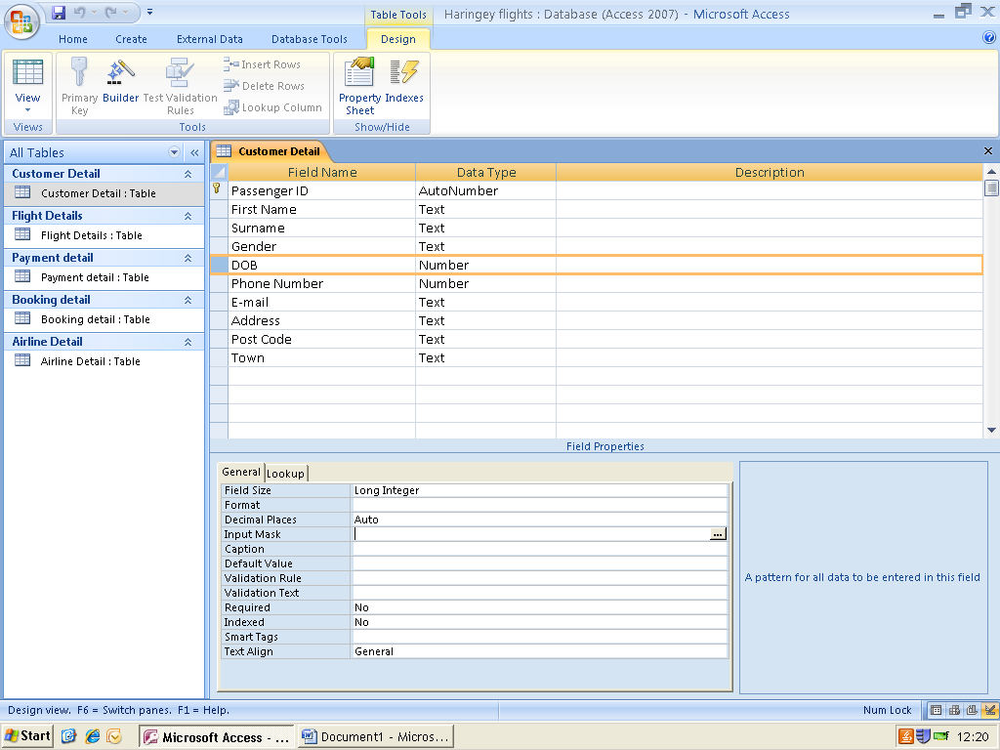 Table Tools
Haringey flights : Database (Access 2007) - Microsoft Access
Home
Create
External Data
Database Tools
Design
View
Primary Key
Builder
Test Validation Rules
Insert Rows
Delete Rows
Lookup Column
Property Sheet
Indexes
Views
Tools
Show/Hide
All Tables
Customer Detail
Customer Detail : Table
Flight Details
Flight Details : Table
Payment detail
Payment detail : Table
Booking detail
Booking detail : Table
Airline Detail
Airline Detail : Table
Customer Detail
Field Name Data Type Description
Passenger ID AutoNumber
First Name Text
Surname Text
Gender Text
DOB Number
Phone Number Number
E-mail Text
Address Text
Post Code Text
Town Text
Field Properties
General Lookup
Field Size Long Integer
Format
Decimal Places Auto
Input Mask
Caption
Default Value
Validation Rule
Validation Text
Required No
Indexed No
Smart Tags
Text Align General
A pattern for all data to be entered in this field
Design view. F6 = Switch panes. F1 = Help.
Num Lock
Start
Microsoft Access - ...
Document1 - Micros...
12:20